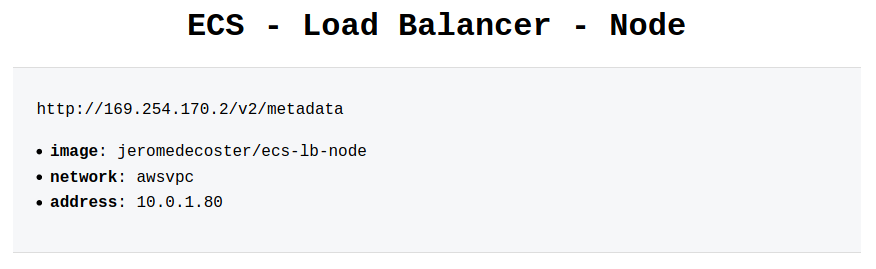 ECS - Load Balancer - Node
http://169.254.170.2/v2/metadata
• image: jeromedecoster/ecs-lb-node
• network: awsvpc
• address: 10.0.1.80